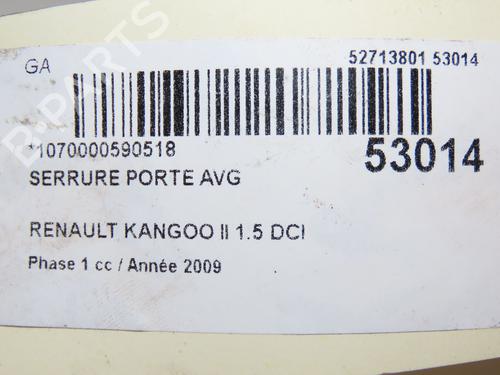 GA
52713801 53014
*1070000590518
53014
SERRURE PORTE AVG
RENAULT KANGOO II 1.5 DCI
Phase 1 cc / Année 2009
B-PARTS